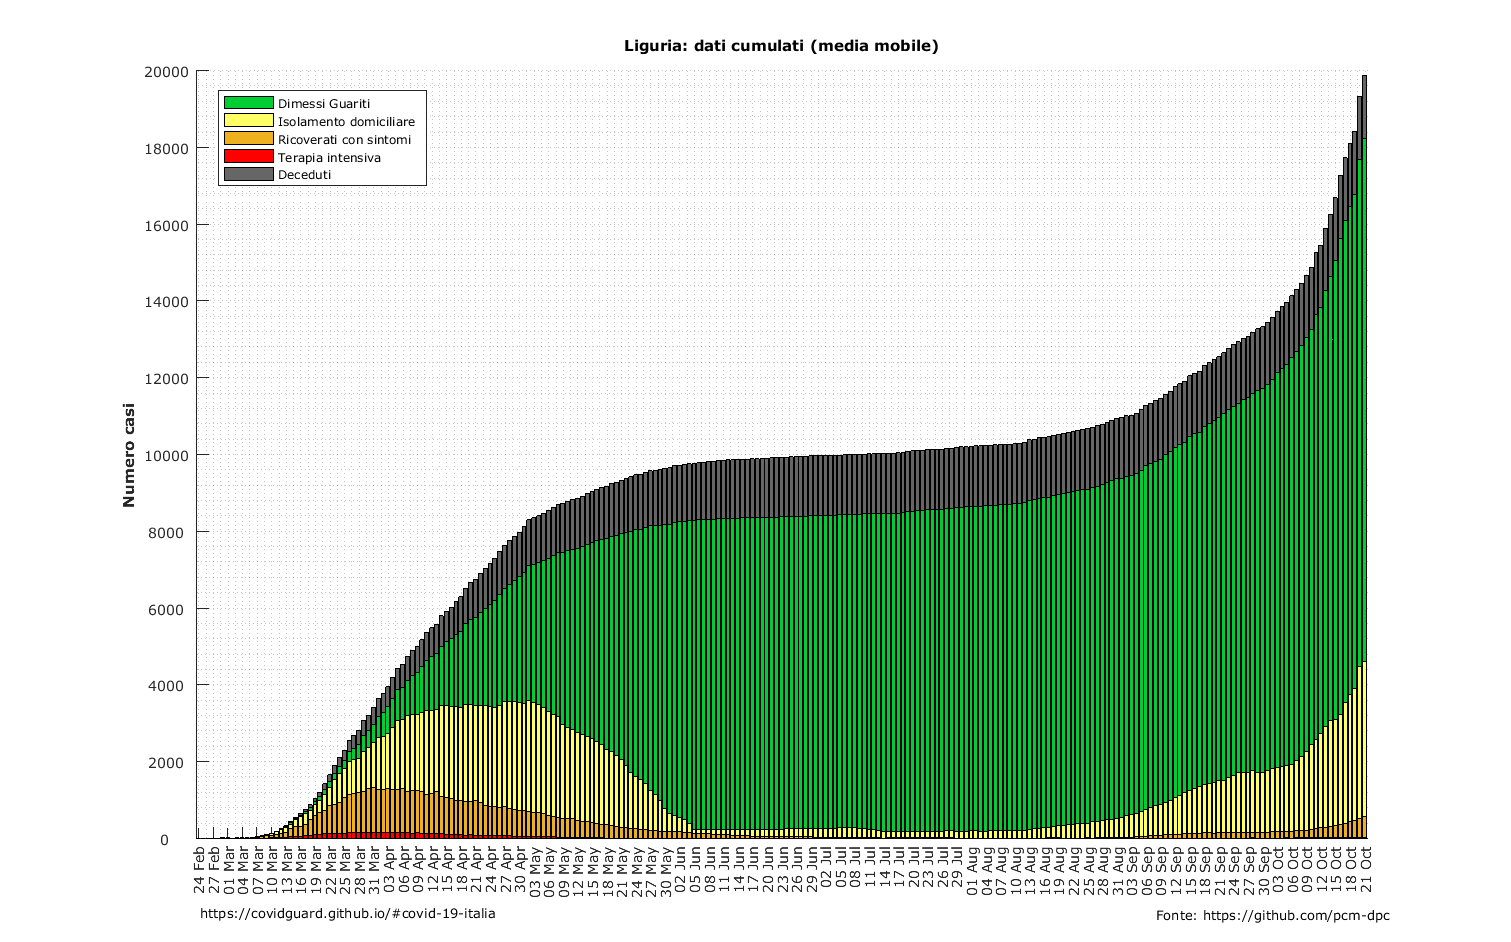 Liguria: dati cumulati (media mobile)
20000
18000
16000
14000
12000
10000
8000
6000
4000
2000
0
Numero casi
Dimessi Guariti
Isolamento domiciliare
Ricoverati con sintomi
Terapia intensiva
Deceduti
24 Feb
27 Feb
01 Mar
04 Mar
07 Mar
10 Mar
13 Mar
16 Mar
19 Mar
22 Mar
25 Mar
28 Mar
31 Mar
03 Apr
06 Apr
09 Apr
12 Apr
15 Apr
18 Apr
21 Apr
24 Apr
27 Apr
30 Apr
03 May
06 May
09 May
12 May
15 May
18 May
21 May
24 May
27 May
30 May
02 Jun
05 Jun
08 Jun
11 Jun
14 Jun
17 Jun
20 Jun
23 Jun
26 Jun
29 Jun
02 Jul
05 Jul
08 Jul
11 Jul
14 Jul
17 Jul
20 Jul
23 Jul
26 Jul
29 Jul
01 Aug
04 Aug
07 Aug
10 Aug
13 Aug
16 Aug
19 Aug
22 Aug
25 Aug
28 Aug
31 Aug
03 Sep
06 Sep
09 Sep
12 Sep
15 Sep
18 Sep
21 Sep
24 Sep
27 Sep
30 Sep
03 Oct
06 Oct
09 Oct
12 Oct
15 Oct
18 Oct
21 Oct
https://covidguard.github.io/#covid-19-italia
Fonte: https://github.com/pcm-dpc